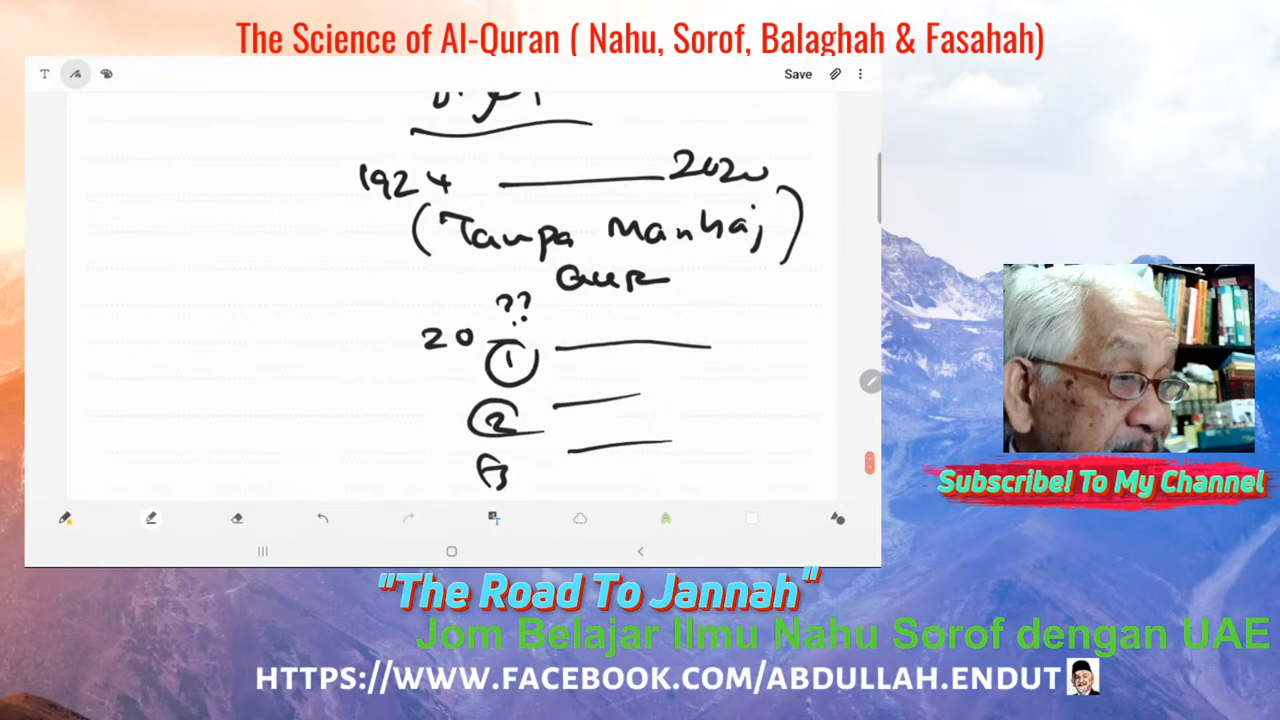 The Science of Al-Quran ( Nahu, Sorof, Balaghah & Fasahah)
T
Save
1924 ——— 2020
(Tanpa Manhaj)
??
20
1
2
Subscribe! To My Channel
"The Road To Jannah"
Jom Belajar Ilmu Nahu Sorof dengan UAE
HTTPS://WWW.FACEBOOK.COM/ABDULLAH.ENDUT